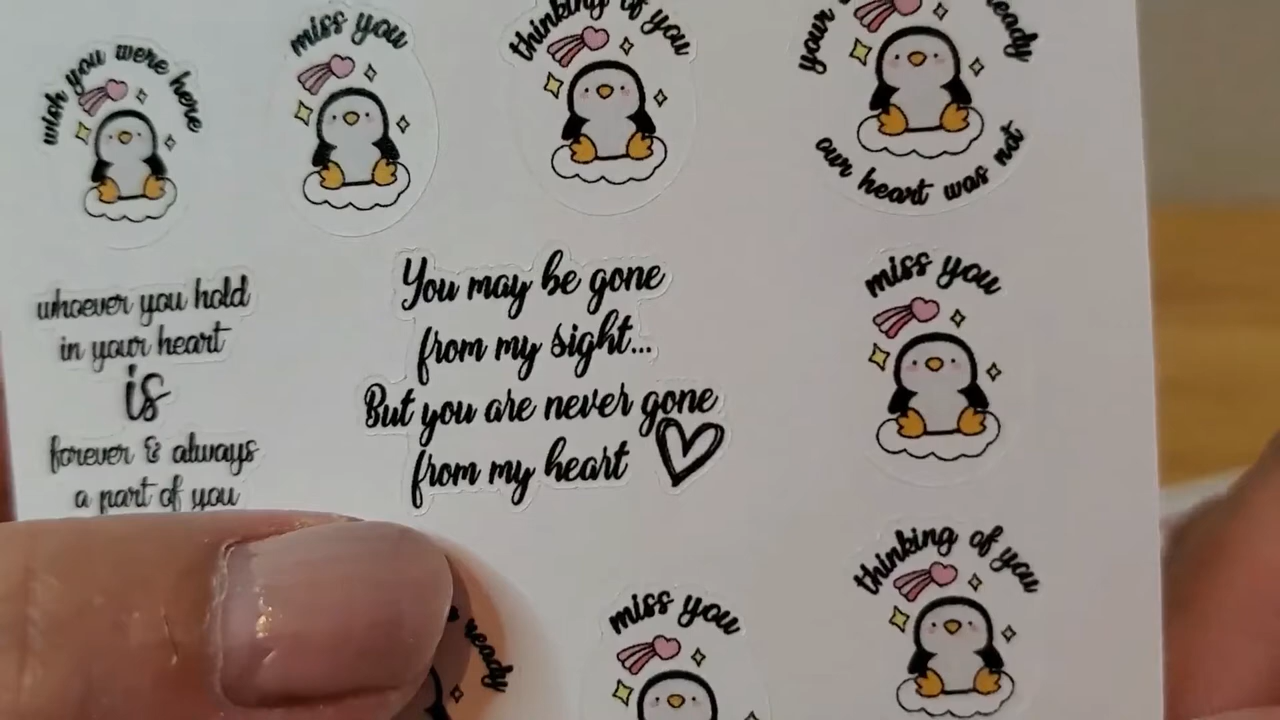 wish you were here
miss you
thinking of you
your
ready
our heart was not
whoever you hold
in your heart
is
forever & always
a part of you
You may be gone
from my sight...
But you are never gone
from my heart
miss you
thinking of you
miss you
ready